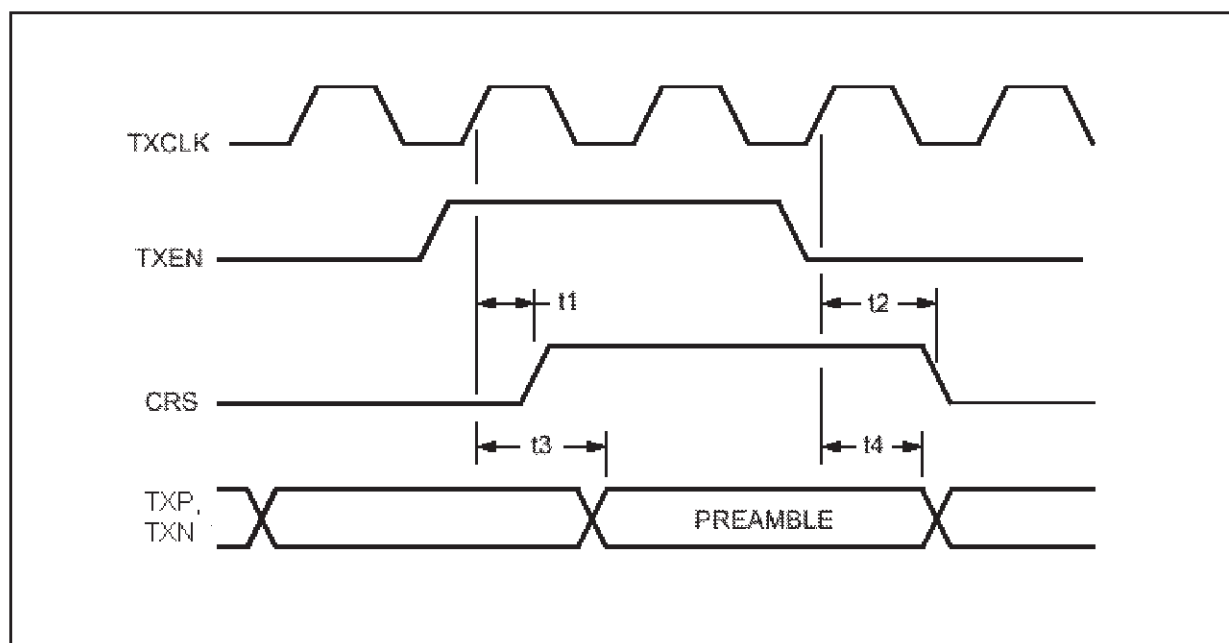 TXCLK
TXEN
t1
t2
CRS
t3
t4
TXP,
TXN
PREAMBLE